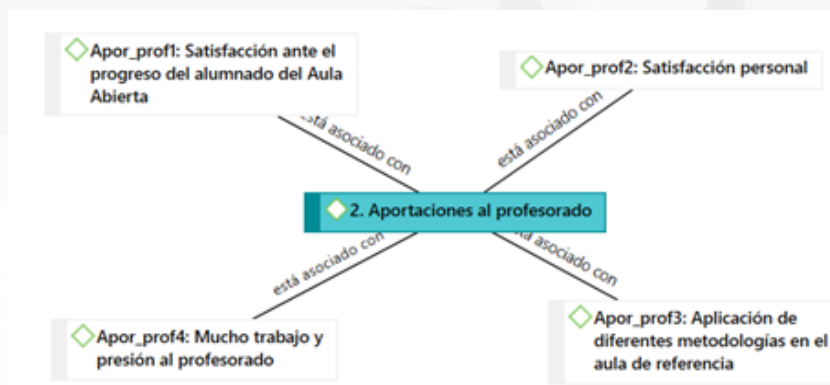 Apor_prof1: Satisfacción ante el
progreso del alumnado del Aula
Abierta
Apor_prof2: Satisfacción personal
está asociado con
está asociado con
2. Aportaciones al profesorado
está asociado con
está asociado con
Apor_prof4: Mucho trabajo y
presión al profesorado
Apor_prof3: Aplicación de
diferentes metodologías en el
aula de referencia